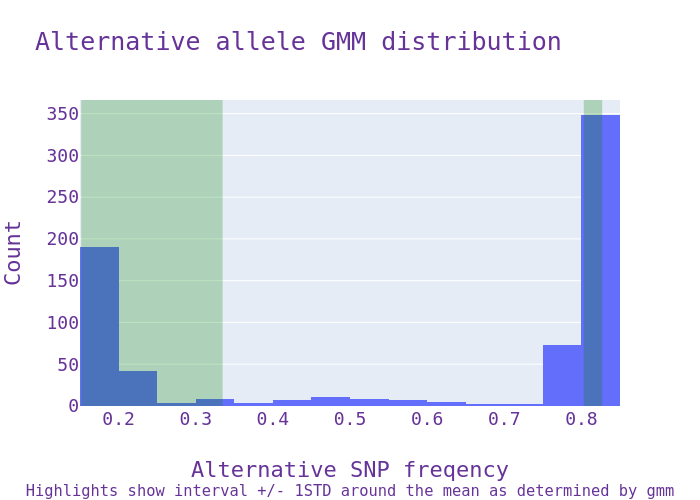 Alternative allele GMM distribution
350
300
250
200
150
100
50
0
Count
0.2 0.3 0.4 0.5 0.6 0.7 0.8
Alternative SNP freqency
Highlights show interval +/- 1STD around the mean as determined by gmm